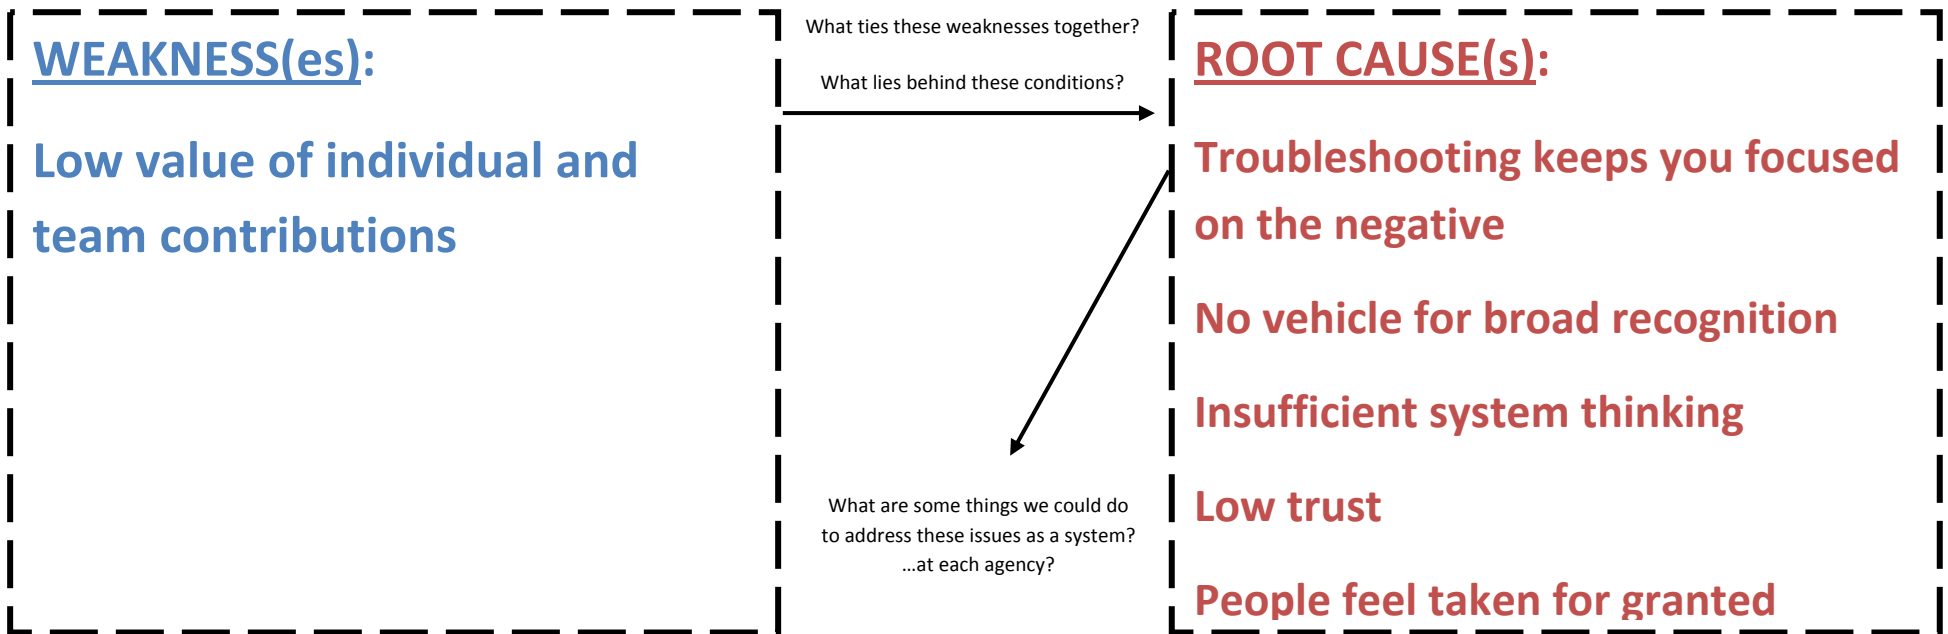 WEAKNESS(es):
Low value of individual and
team contributions
What ties these weaknesses together?
What lies behind these conditions?
ROOT CAUSE(s):
Troubleshooting keeps you focused
on the negative
No vehicle for broad recognition
Insufficient system thinking
Low trust
People feel taken for granted
What are some things we could do
to address these issues as a system?
...at each agency?